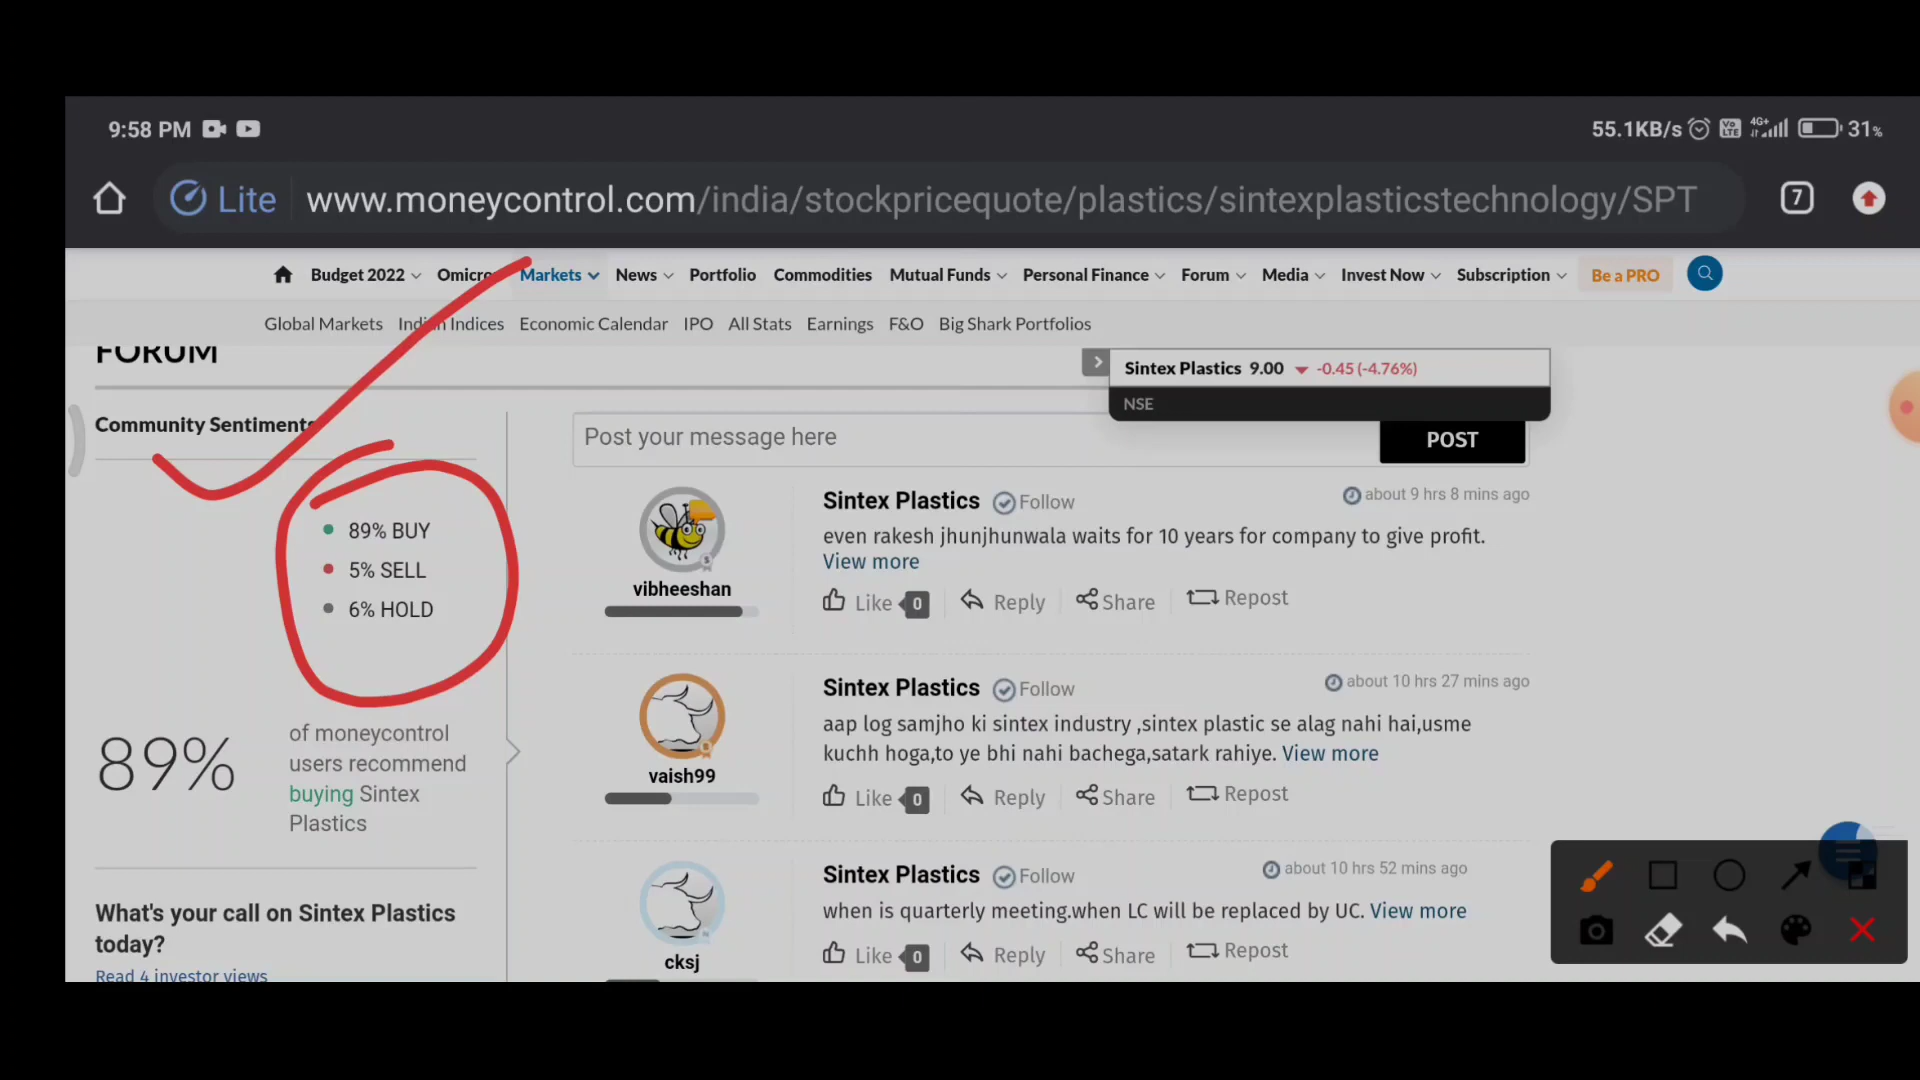 9:58 PM
55.1KB/s 4G+ 31%
Lite www.moneycontrol.com/india/stockpricequote/plastics/sintexplasticstechnology/SPT
7
Budget 2022 Omicro Markets News Portfolio Commodities Mutual Funds Personal Finance Forum Media Invest Now Subscription Be a PRO
Global Markets Indian Indices Economic Calendar IPO All Stats Earnings F&O Big Shark Portfolios
FORUM
Sintex Plastics 9.00 -0.45 (-4.76%)
NSE
Community Sentiments
89% BUY
5% SELL
6% HOLD
89%
of moneycontrol
users recommend
buying Sintex
Plastics
What's your call on Sintex Plastics
today?
Read 4 investor views
Post your message here
POST
vibheeshan
Sintex Plastics Follow about 9 hrs 8 mins ago
even rakesh jhunjhunwala waits for 10 years for company to give profit.
View more
Like 0 Reply Share Repost
vaish99
Sintex Plastics Follow about 10 hrs 27 mins ago
aap log samjho ki sintex industry ,sintex plastic se alag nahi hai,usme
kuchh hoga,to ye bhi nahi bachega,satark rahiye. View more
Like 0 Reply Share Repost
cksj
Sintex Plastics Follow about 10 hrs 52 mins ago
when is quarterly meeting.when LC will be replaced by UC. View more
Like 0 Reply Share Repost